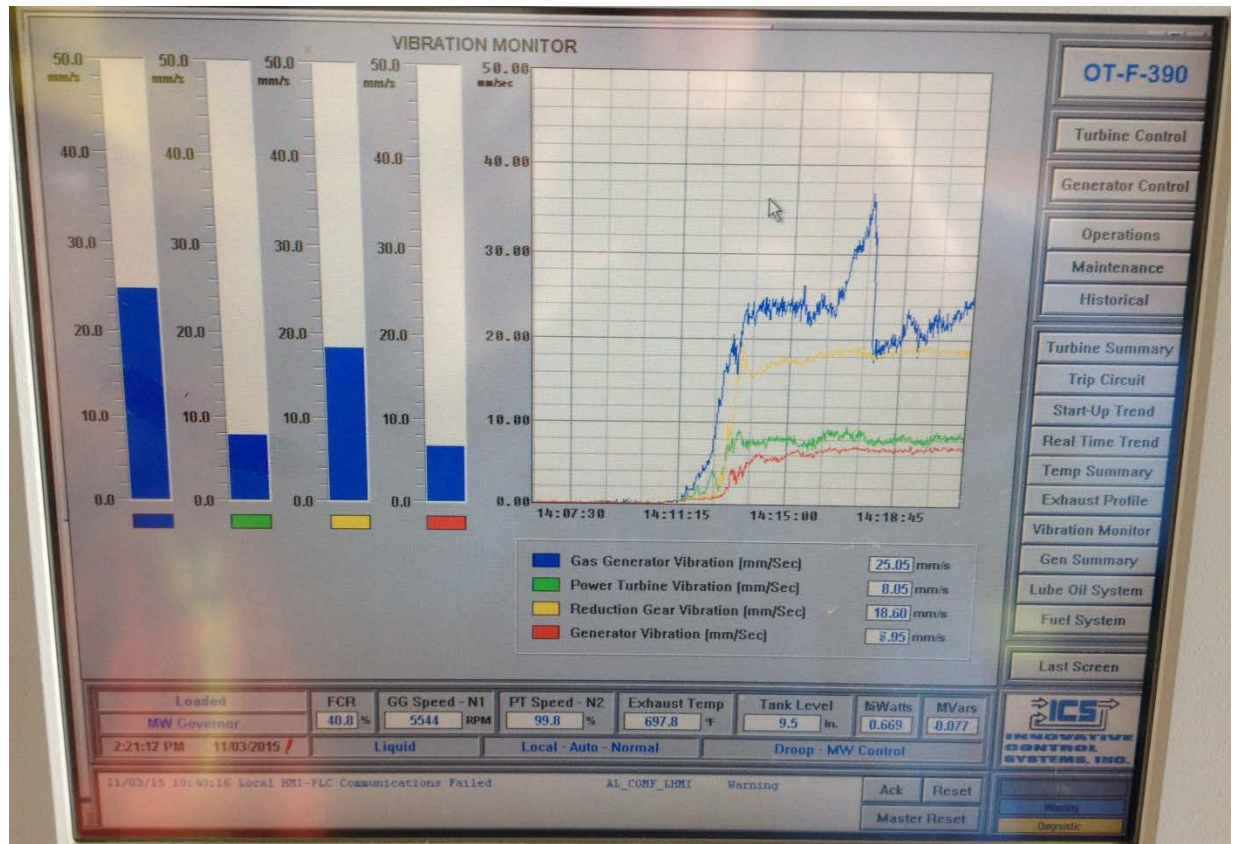 VIBRATION MONITOR
50.0 50.0 50.0 50.0 50.00
mm/s mm/s mm/s mm/s mm/Sec
40.0 40.0 40.0 40.0 40.00
30.0 30.0 30.0 30.0 30.00
20.0 20.0 20.0 20.0 20.00
10.0 10.0 10.0 10.0 10.00
0.0 0.0 0.0 0.0 0.00
14:07:30 14:11:15 14:15:00 14:18:45
Gas Generator Vibration (mm/Sec) 25.05 mm/s
Power Turbine Vibration (mm/Sec) 8.05 mm/s
Reduction Gear Vibration (mm/Sec) 18.60 mm/s
Generator Vibration (mm/Sec) mm/s
OT-F-390
Turbine Control
Generator Control
Operations
Maintenance
Historical
Turbine Summary
Trip Circuit
Start-Up Trend
Real Time Trend
Temp Summary
Exhaust Profile
Vibration Monitor
Gen Summary
Lube Oil System
Fuel System
Last Screen
Loaded FCR GG Speed - N1 PT Speed - N2 Exhaust Temp Tank Level MWatts MVars
MW Governor 40.8 % 5544 RPM 99.8 % 697.8 °F 9.5 in. 0.669 -0.077
2:21:12 PM 11/03/2015 Liquid Local - Auto - Normal Droop - MW Control
11/03/15 10:40:16 Local HMI-PLC Communications Failed AL_COMF_LHMI Warning
Ack Reset
Master Reset
ICS
INNOVATIVE
CONTROL
SYSTEMS, INC.
Warning
Diagnostic